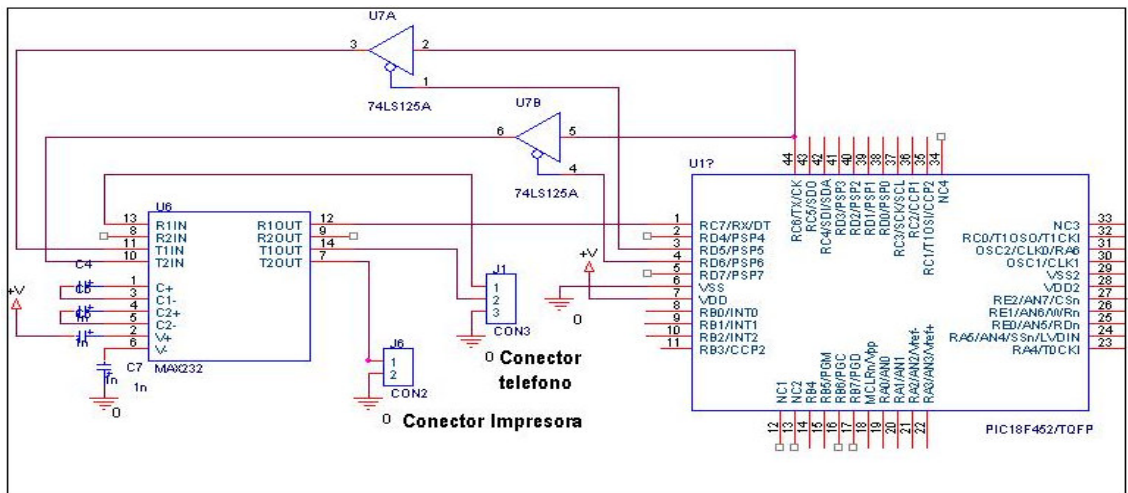 U7A
3
2
1
74LS125A
U7B
6
5
4
74LS125A
U6
13
8
11
10
R1IN
R2IN
T1IN
T2IN
R1OUT
R2OUT
T1OUT
T2OUT
12
9
14
7
C4
+V
1
3
4
5
2
6
C+
C1-
C2+
C2-
V+
V-
MAX232
1n
C7
1n
0
J1
1
2
3
CON3
0
Conector
telefono
J6
1
2
CON2
0
Conector Impresora
+V
0
U1?
1
2
3
4
5
6
7
8
9
10
11
RC7/RX/DT
RD4/PSP4
RD5/PSP5
RD6/PSP6
RD7/PSP7
VSS
VDD
RB0/INT0
RB1/INT1
RB2/INT2
RB3/CCP2
44
43
42
41
40
39
38
37
36
35
34
RC6/TX/CK
RC5/SDO
RC4/SDI/SDA
RD3/PSP3
RD2/PSP2
RD1/PSP1
RD0/PSP0
RC3/SCK/SCL
RC2/CCP1
RC1/T1OSI/CCP2
NC4
NC3
RC0/T1OSO/T1CKI
OSC2/CLK0/RA6
OSC1/CLK1
VSS2
VDD2
RE2/AN7/CSn
RE1/AN6/WRn
RE0/AN5/RDn
RA5/AN4/SSn/LVDIN
RA4/T0CKI
33
32
31
30
29
28
27
26
25
24
23
NC1
NC2
RB4
RB5/PGM
RB6/PGC
RB7/PGD
MCLRn/Vpp
RA0/AN0
RA1/AN1
RA2/AN2/Vref-
RA3/AN3/Vref+
12
13
14
15
16
17
18
19
20
21
22
PIC18F452/TQFP